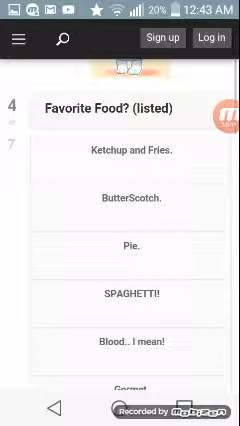 20% 12:43 AM
Sign up
Log in
4
Favorite Food? (listed)
7
Ketchup and Fries.
ButterScotch.
Pie.
SPAGHETTI!
Blood.. I mean!
Recorded by mobizen